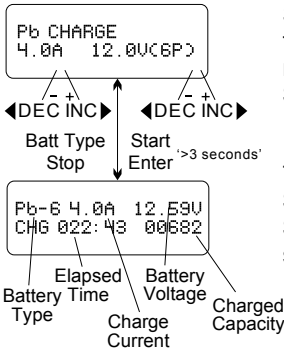 Pb CHARGE
4.0A 12.0V(6P)
- + - +
◀DEC INC▶ ◀DEC INC▶
Batt Type Start
Stop Enter '>3 seconds'
Pb-6 4.0A 12.59V
CHG 022:43 00682
Elapsed Battery
Battery Time Voltage Charged
Type Charge Capacity
Current